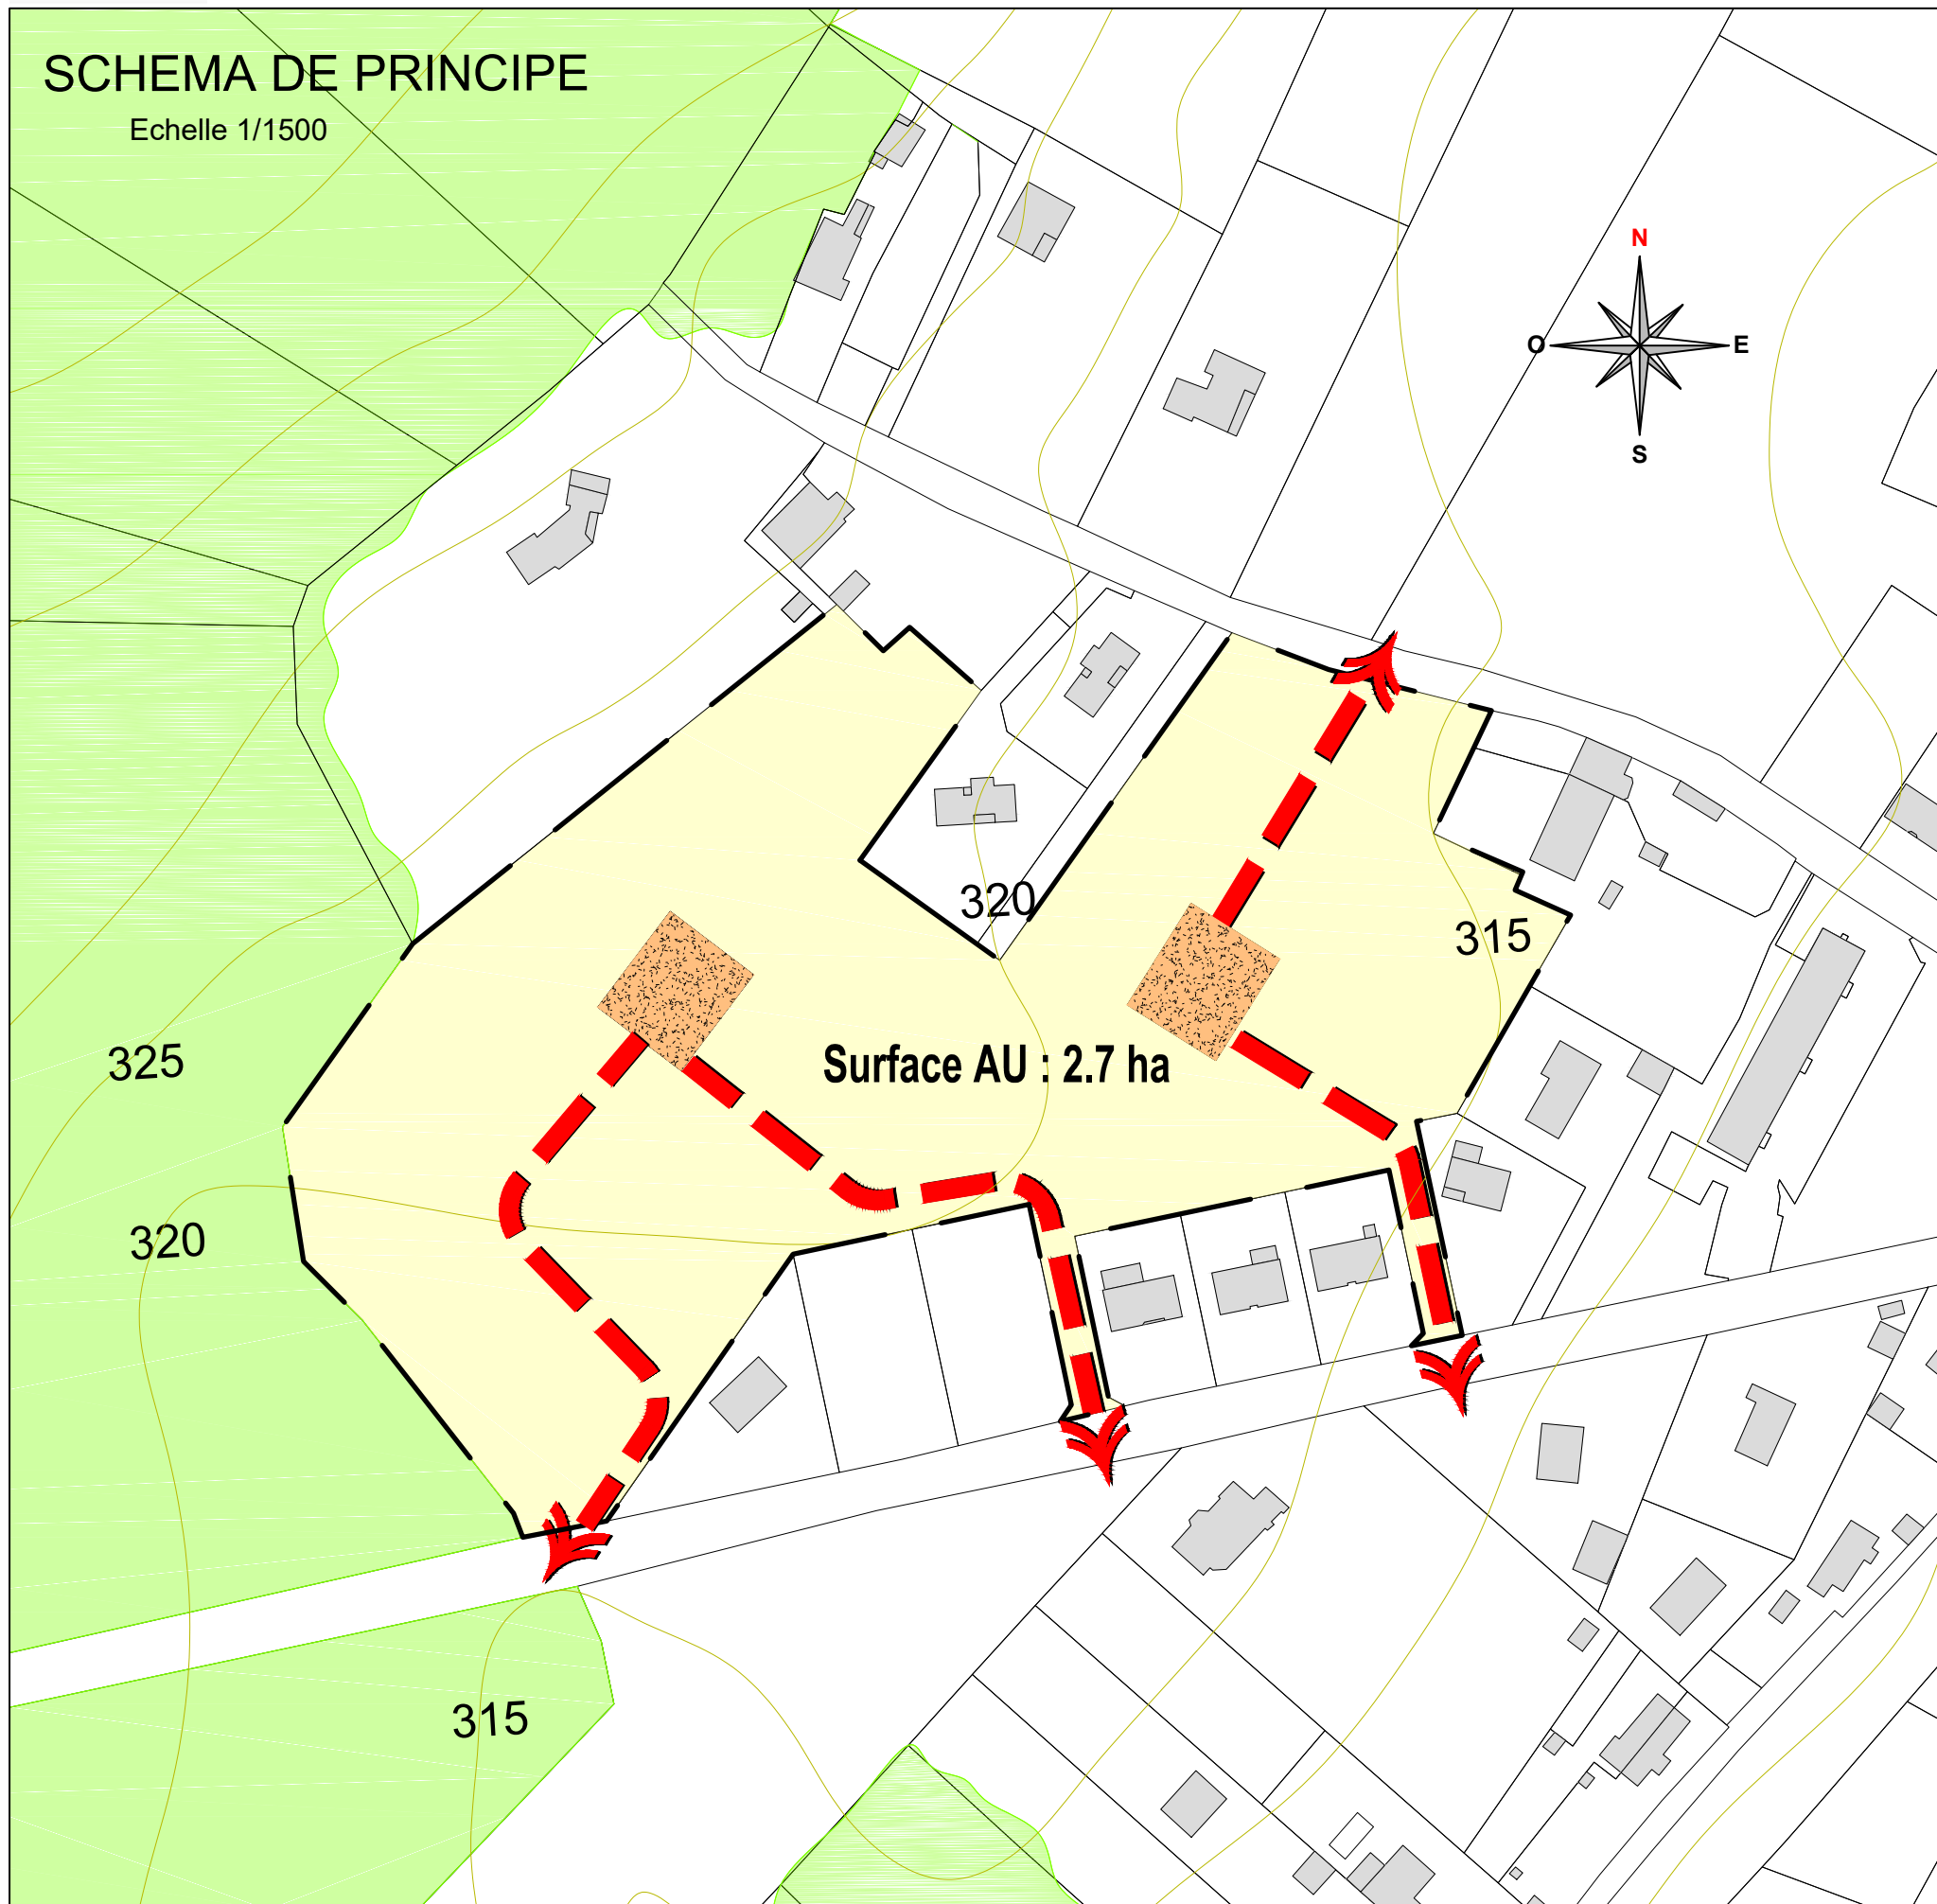 SCHEMA DE PRINCIPE
Echelle 1/1500
N
O
E
S
320
315
325
Surface AU : 2.7 ha
320
315